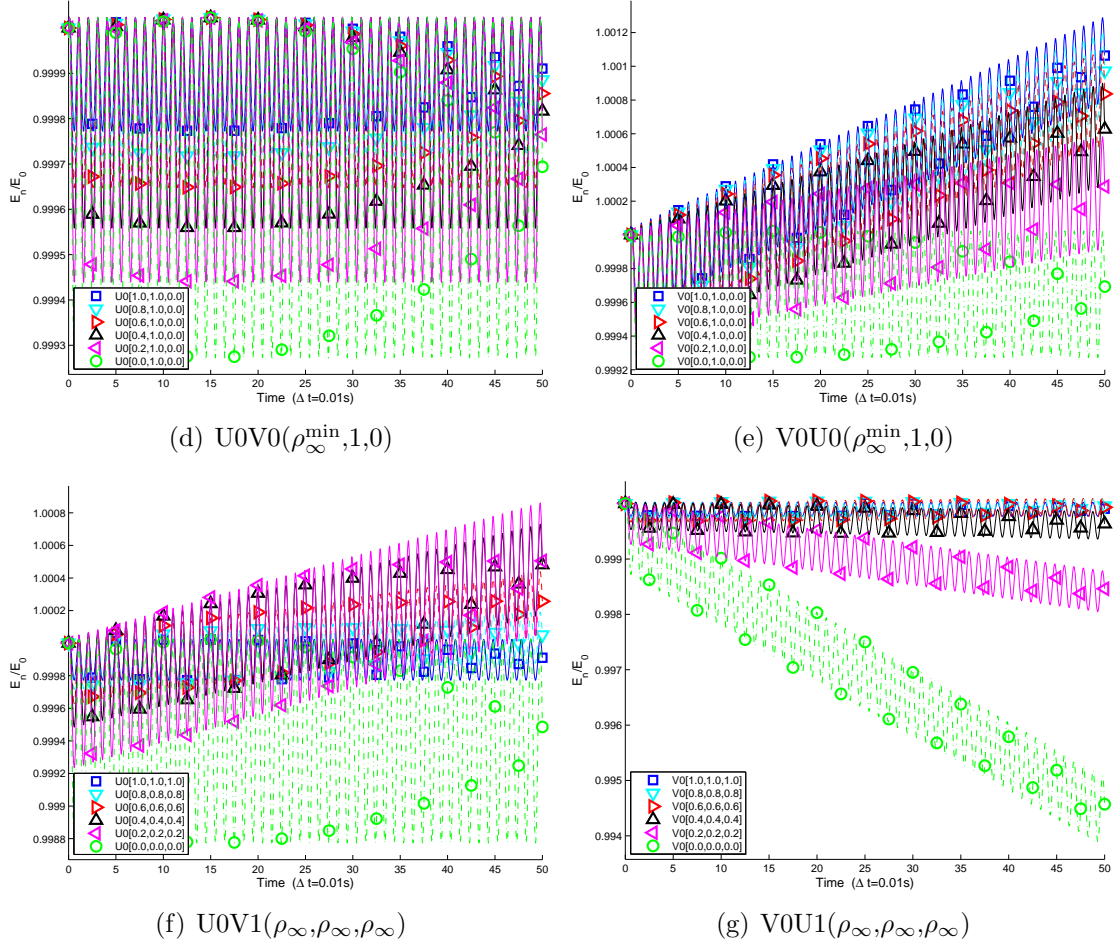 0.9999
0.9998
0.9997
0.9996
0.9995
0.9994
0.9993
E_n/E_0
U0[1.0,1.0,0.0]
U0[0.8,1.0,0.0]
U0[0.6,1.0,0.0]
U0[0.4,1.0,0.0]
U0[0.2,1.0,0.0]
U0[0.0,1.0,0.0]
0 5 10 15 20 25 30 35 40 45 50
Time (Δ t=0.01s)
(d) U0V0(ρ∞^min,1,0)
1.0012
1.001
1.0006
1.0004
1.0002
0.9998
0.9996
0.9994
0.9992
E_n/E_0
V0[1.0,1.0,0.0]
V0[0.8,1.0,0.0]
V0[0.6,1.0,0.0]
V0[0.4,1.0,0.0]
V0[0.2,1.0,0.0]
V0[0.0,1.0,0.0]
0 5 10 15 20 25 30 35 40 45 50
Time (Δ t=0.01s)
(e) V0U0(ρ∞^min,1,0)
1.0008
1.0006
1.0004
1.0002
0.9998
0.9996
0.9994
0.9992
0.999
0.9988
E_n/E_0
U0[1.0,1.0,1.0]
U0[0.8,0.8,0.8]
U0[0.6,0.6,0.6]
U0[0.4,0.4,0.4]
U0[0.2,0.2,0.2]
U0[0.0,0.0,0.0]
0 5 10 15 20 25 30 35 40 45 50
Time (Δ t=0.01s)
(f) U0V1(ρ∞,ρ∞,ρ∞)
0.999
0.998
0.997
0.996
0.995
0.994
E_n/E_0
V0[1.0,1.0,1.0]
V0[0.8,0.8,0.8]
V0[0.6,0.6,0.6]
V0[0.4,0.4,0.4]
V0[0.2,0.2,0.2]
V0[0.0,0.0,0.0]
0 5 10 15 20 25 30 35 40 45 50
Time (Δ t=0.01s)
(g) V0U1(ρ∞,ρ∞,ρ∞)